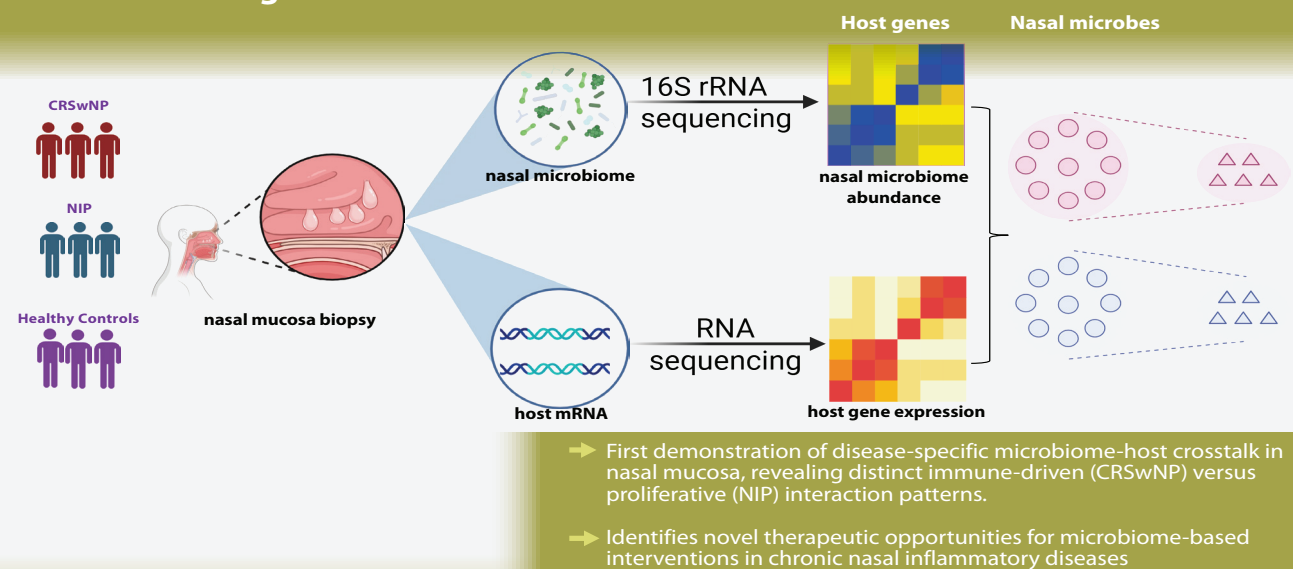 Host genes
Nasal microbes
CRSwNP
NIP
Healthy Controls
nasal mucosa biopsy
nasal microbiome
16S rRNA
sequencing
nasal microbiome
abundance
host mRNA
RNA
sequencing
host gene expression
First demonstration of disease-specific microbiome-host crosstalk in
nasal mucosa, revealing distinct immune-driven (CRSwNP) versus
proliferative (NIP) interaction patterns.
Identifies novel therapeutic opportunities for microbiome-based
interventions in chronic nasal inflammatory diseases